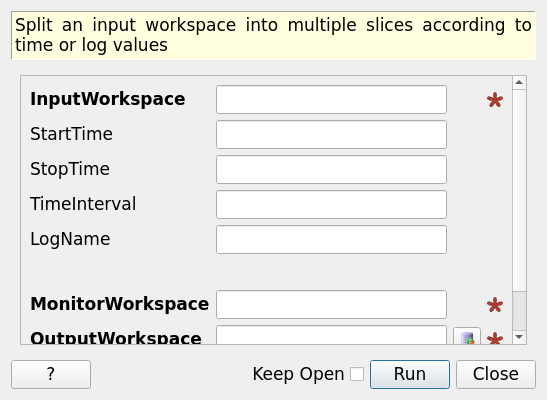 Split an input workspace into multiple slices according to
time or log values
InputWorkspace
StartTime
StopTime
TimeInterval
LogName
MonitorWorkspace
OutputWorkspace
? Keep Open Run Close